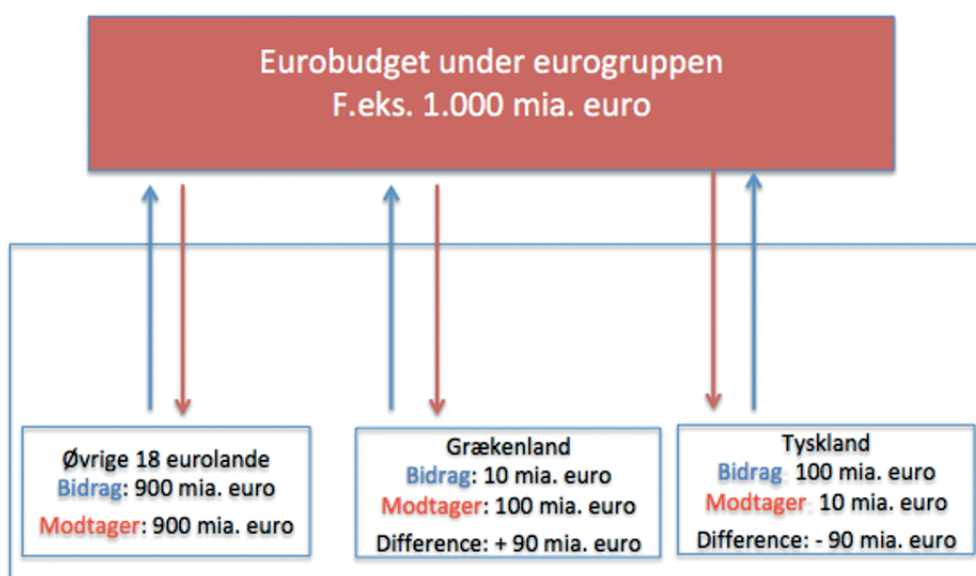 Eurobudget under eurogruppen
F.eks. 1.000 mia. euro
Øvrige 18 eurolande
Bidrag: 900 mia. euro
Modtager: 900 mia. euro
Grækenland
Bidrag: 10 mia. euro
Modtager: 100 mia. euro
Difference: + 90 mia. euro
Tyskland
Bidrag 100 mia. euro
Modtager 10 mia. euro
Difference: - 90 mia. euro